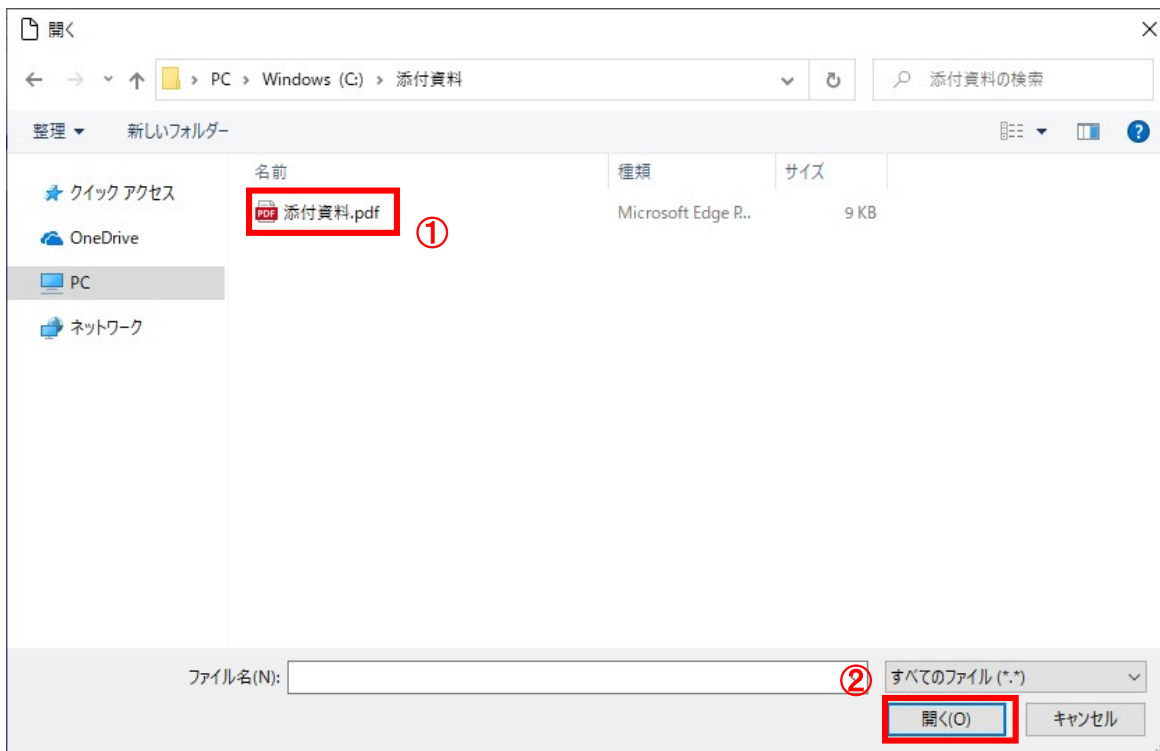 開く
PC › Windows (C:) › 添付資料
添付資料の検索
整理 新しいフォルダー
名前 種類 サイズ
クイック アクセス
添付資料.pdf Microsoft Edge P... 9 KB
①
OneDrive
PC
ネットワーク
ファイル名(N):
②
すべてのファイル (*.*)
開く(O) キャンセル